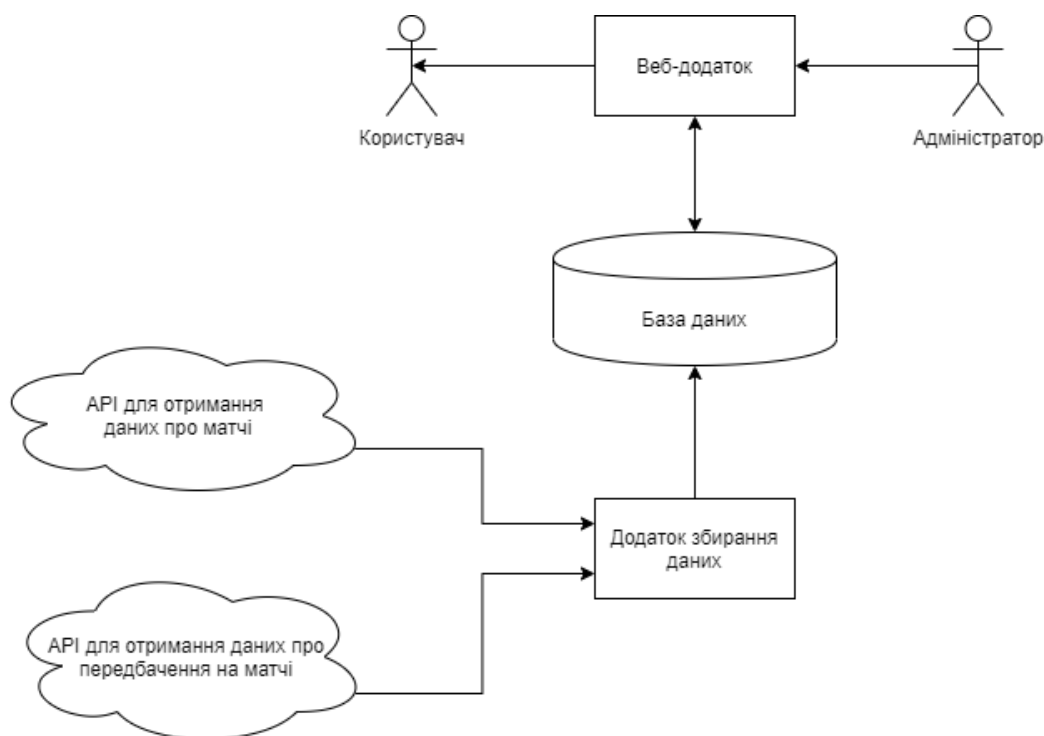 Веб-додаток
Користувач
Адміністратор
База даних
API для отримання
даних про матчі
Додаток збирання
даних
API для отримання даних про
передбачення на матчі